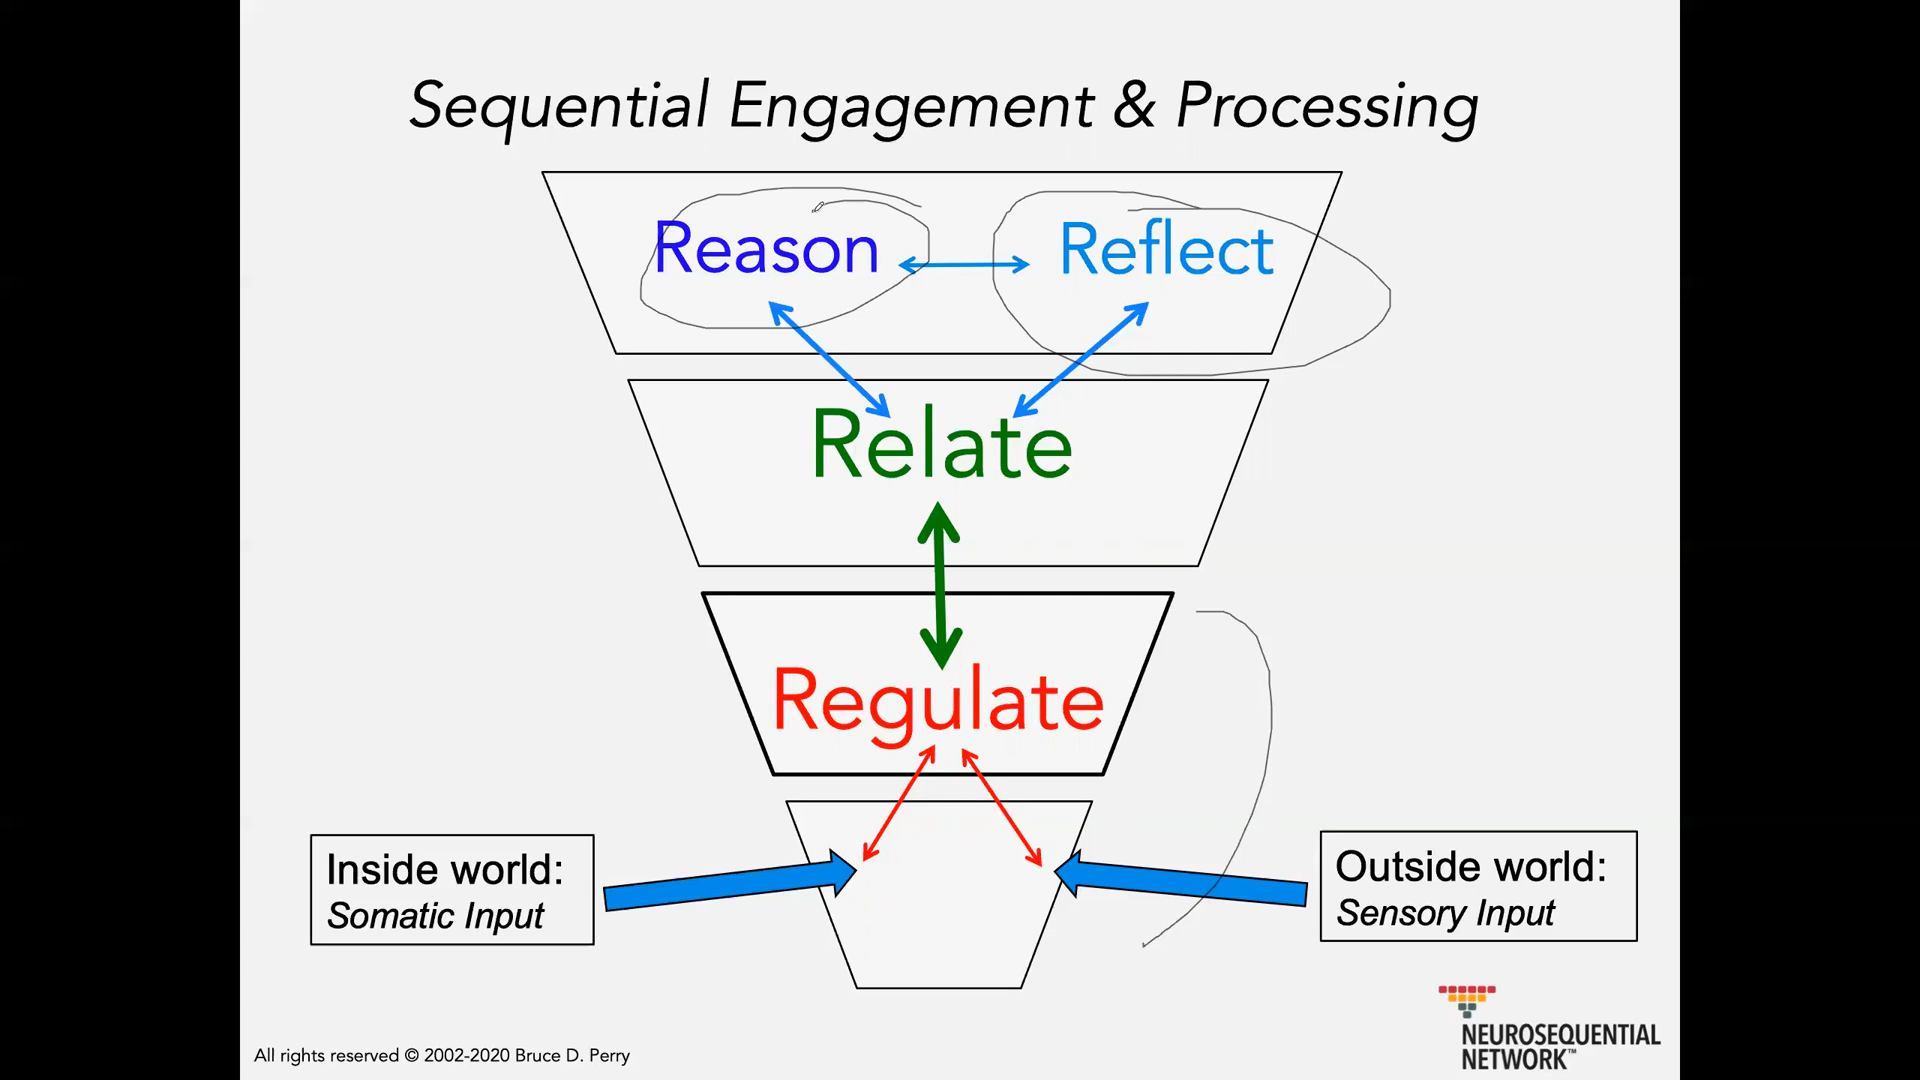 Sequential Engagement & Processing
Reason
Reflect
Relate
Regulate
Inside world:
Somatic Input
Outside world:
Sensory Input
NEUROSEQUENTIAL
NETWORK™
All rights reserved © 2002-2020 Bruce D. Perry